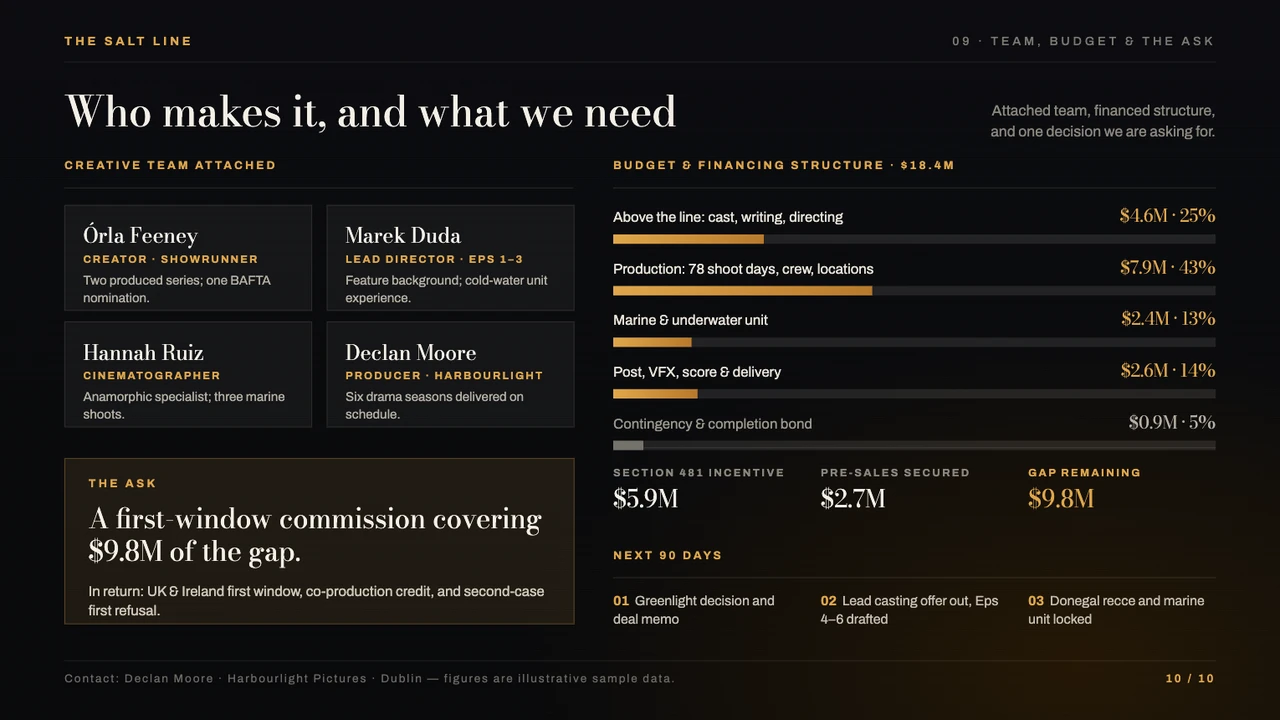 THE SALT LINE
09 · TEAM, BUDGET & THE ASK
Who makes it, and what we need
Attached team, financed structure,
and one decision we are asking for.
CREATIVE TEAM ATTACHED
Órla Feeney
CREATOR · SHOWRUNNER
Two produced series; one BAFTA
nomination.
Marek Duda
LEAD DIRECTOR · EPS 1–3
Feature background; cold-water unit
experience.
Hannah Ruiz
CINEMATOGRAPHER
Anamorphic specialist; three marine
shoots.
Declan Moore
PRODUCER · HARBOURLIGHT
Six drama seasons delivered on
schedule.
THE ASK
A first-window commission covering
$9.8M of the gap.
In return: UK & Ireland first window, co-production credit, and second-case
first refusal.
BUDGET & FINANCING STRUCTURE · $18.4M
Above the line: cast, writing, directing
$4.6M · 25%
Production: 78 shoot days, crew, locations
$7.9M · 43%
Marine & underwater unit
$2.4M · 13%
Post, VFX, score & delivery
$2.6M · 14%
Contingency & completion bond
$0.9M · 5%
SECTION 481 INCENTIVE
$5.9M
PRE-SALES SECURED
$2.7M
GAP REMAINING
$9.8M
NEXT 90 DAYS
01 Greenlight decision and
deal memo
02 Lead casting offer out, Eps
4–6 drafted
03 Donegal recce and marine
unit locked
Contact: Declan Moore · Harbourlight Pictures · Dublin — figures are illustrative sample data.
10 / 10